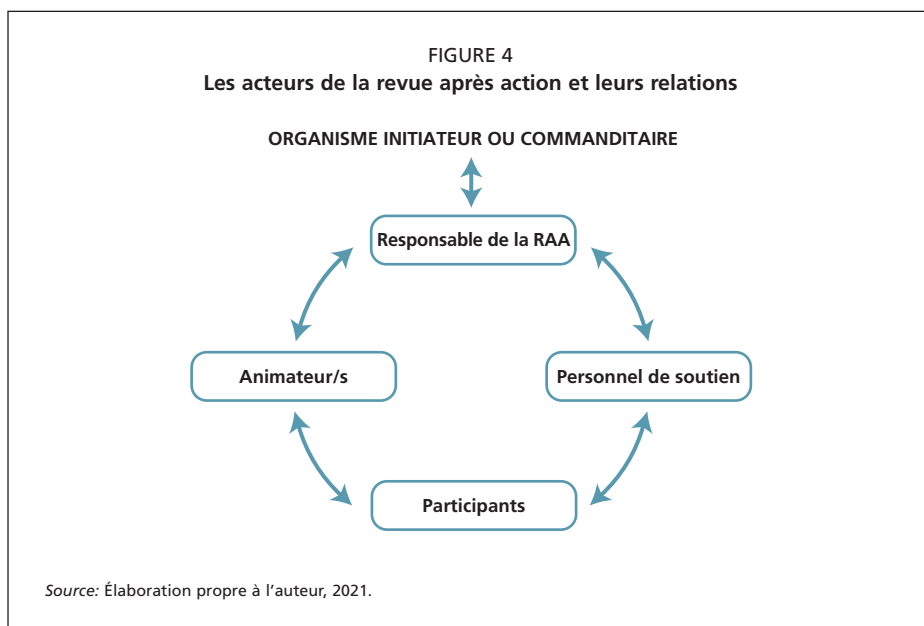 FIGURE 4
Les acteurs de la revue après action et leurs relations
ORGANISME INITIATEUR OU COMMANDITAIRE
Responsable de la RAA
Animateur/s
Personnel de soutien
Participants
Source: Élaboration propre à l'auteur, 2021.